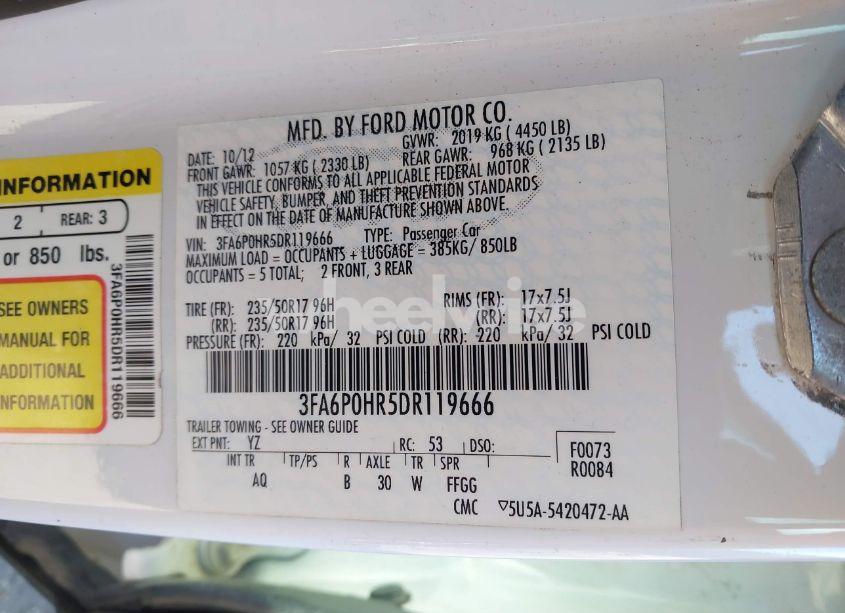 INFORMATION
2 REAR: 3
or 850 lbs.
SEE OWNERS
MANUAL FOR
ADDITIONAL
INFORMATION
3FA6P0HR5DR119666
MFD. BY FORD MOTOR CO.
DATE: 10/12 GVWR: 2019 KG ( 4450 LB)
FRONT GAWR: 1057 KG ( 2330 LB) REAR GAWR: 968 KG ( 2135 LB)
THIS VEHICLE CONFORMS TO ALL APPLICABLE FEDERAL MOTOR
VEHICLE SAFETY, BUMPER, AND THEFT PREVENTION STANDARDS
IN EFFECT ON THE DATE OF MANUFACTURE SHOWN ABOVE.
VIN: 3FA6P0HR5DR119666 TYPE: Passenger Car
MAXIMUM LOAD = OCCUPANTS + LUGGAGE = 385KG/ 850LB
OCCUPANTS = 5 TOTAL; 2 FRONT, 3 REAR
TIRE (FR): 235/50R17 96H RIMS (FR): 17x7.5J
(RR): 235/50R17 96H (RR): 17x7.5J
PRESSURE (FR): 220 kPa/ 32 PSI COLD (RR): 220 kPa/ 32 PSI COLD
3FA6P0HR5DR119666
TRAILER TOWING - SEE OWNER GUIDE
EXT PNT: YZ RC: 53 DSO: F0073
R0084
INT TR TP/PS R AXLE TR SPR
AQ B 30 W FFGG
CMC ▽5U5A-5420472-AA